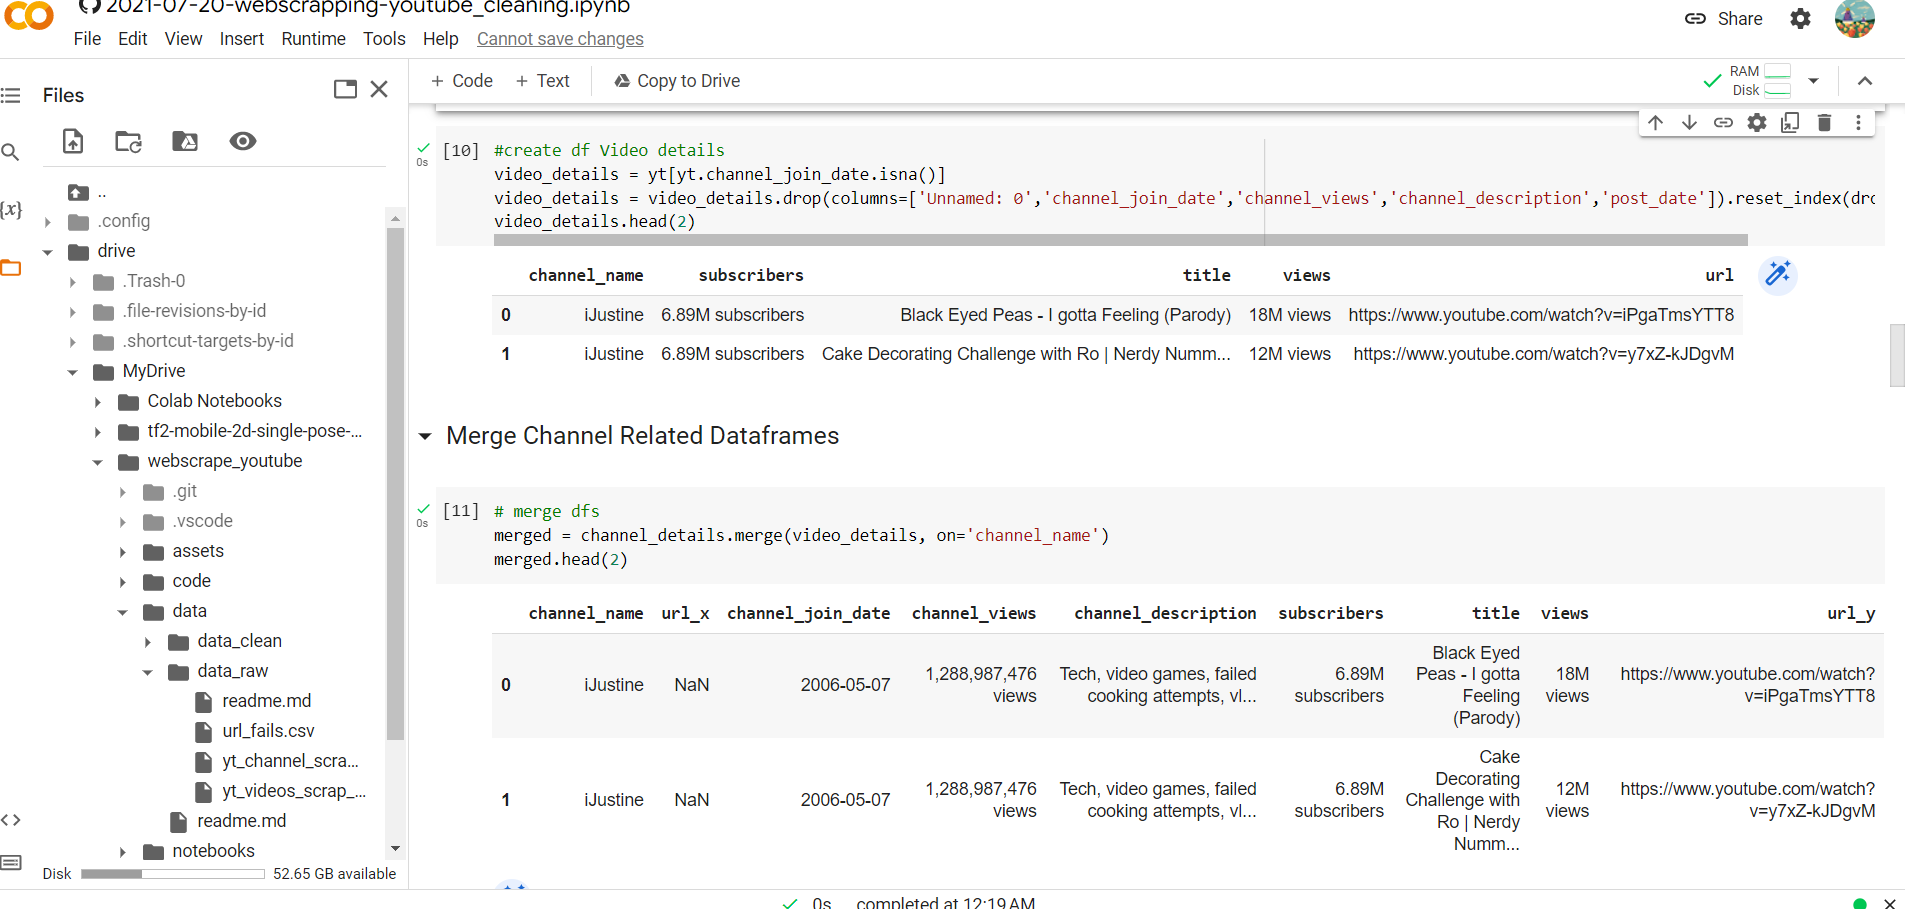 2021-07-20-webscrapping-youtube_cleaning.ipynb
File Edit View Insert Runtime Tools Help Cannot save changes
Share
Files
+ Code + Text Copy to Drive
RAM
Disk
..
.config
drive
.Trash-0
.file-revisions-by-id
.shortcut-targets-by-id
MyDrive
Colab Notebooks
tf2-mobile-2d-single-pose-...
webscrape_youtube
.git
.vscode
assets
code
data
data_clean
data_raw
readme.md
url_fails.csv
yt_channel_scra...
yt_videos_scrap_...
readme.md
notebooks
Disk 52.65 GB available
{x}
<>
0s
[10] #create df Video details
video_details = yt[yt.channel_join_date.isna()]
video_details = video_details.drop(columns=['Unnamed: 0','channel_join_date','channel_views','channel_description','post_date']).reset_index(drc
video_details.head(2)
channel_name subscribers title views url
0 iJustine 6.89M subscribers Black Eyed Peas - I gotta Feeling (Parody) 18M views https://www.youtube.com/watch?v=iPgaTmsYTT8
1 iJustine 6.89M subscribers Cake Decorating Challenge with Ro | Nerdy Numm... 12M views https://www.youtube.com/watch?v=y7xZ-kJDgvM
Merge Channel Related Dataframes
0s
[11] # merge dfs
merged = channel_details.merge(video_details, on='channel_name')
merged.head(2)
channel_name url_x channel_join_date channel_views channel_description subscribers title views url_y
0 iJustine NaN 2006-05-07 1,288,987,476 views Tech, video games, failed cooking attempts, vl... 6.89M subscribers Black Eyed Peas - I gotta Feeling (Parody) 18M views https://www.youtube.com/watch?v=iPgaTmsYTT8
1 iJustine NaN 2006-05-07 1,288,987,476 views Tech, video games, failed cooking attempts, vl... 6.89M subscribers Cake Decorating Challenge with Ro | Nerdy Numm... 12M views https://www.youtube.com/watch?v=y7xZ-kJDgvM
0s completed at 12:19 AM